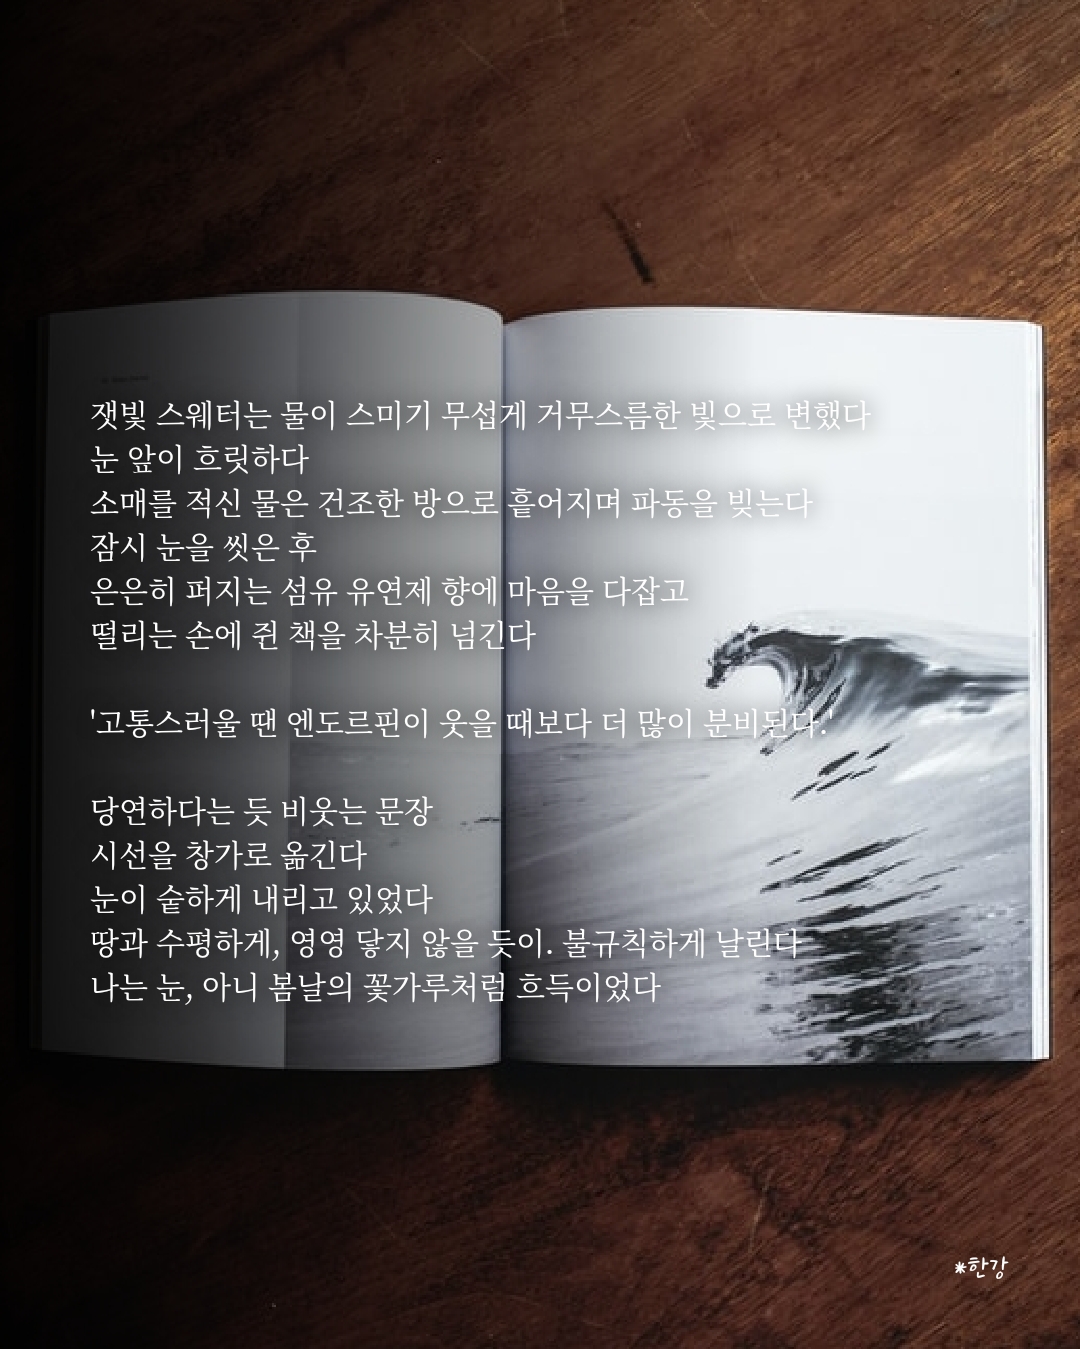 잿빛 스웨터는 물이 스미기 무섭게 거무스름한 빛으로 변했다
눈 앞이 흐릿하다
소매를 적신 물은 건조한 방으로 흩어지며 파동을 빚는다
잠시 눈을 씻은 후
은은히 퍼지는 섬유 유연제 향에 마음을 다잡고
떨리는 손에 쥔 책을 차분히 넘긴다
'고통스러울 땐 엔도르핀이 웃을 때보다 더 많이 분비된다.'
당연하다는 듯 비웃는 문장
시선을 창가로 옮긴다
눈이 숱하게 내리고 있었다
땅과 수평하게, 영영 닿지 않을 듯이. 불규칙하게 날린다
나는 눈, 아니 봄날의 꽃가루처럼 흐득이었다
*한강